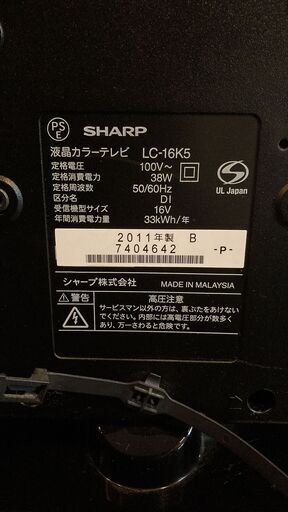 PS E
SHARP
液晶カラーテレビ LC-16K5
定格電圧 100V～
定格消費電力 38W
定格周波数 50/60Hz
区分名 DI
受信機型サイズ 16V
年間消費電力量 33kWh/年
UL Japan
2011年製 B
7404642 -P-
シャープ株式会社 MADE IN MALAYSIA
警告 高圧注意
サービスマン以外の方は、裏ぶたをあけないで
ください。内部には高電圧部分が数多く
あり、万一さわると危険です。